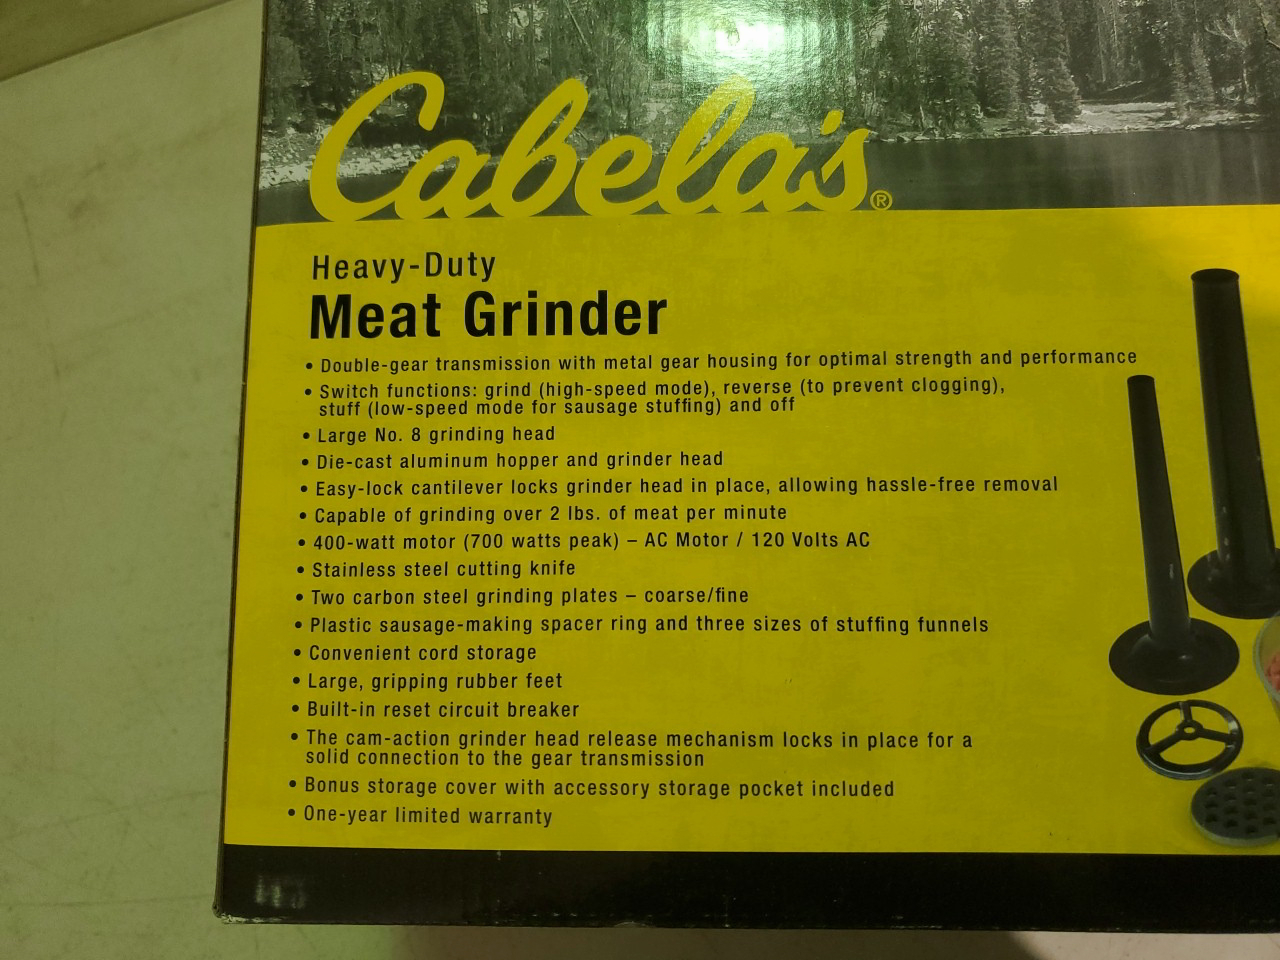 Cabela's®
Heavy-Duty
Meat Grinder
• Double-gear transmission with metal gear housing for optimal strength and performance
• Switch functions: grind (high-speed mode), reverse (to prevent clogging),
stuff (low-speed mode for sausage stuffing) and off
• Large No. 8 grinding head
• Die-cast aluminum hopper and grinder head
• Easy-lock cantilever locks grinder head in place, allowing hassle-free removal
• Capable of grinding over 2 lbs. of meat per minute
• 400-watt motor (700 watts peak) – AC Motor / 120 Volts AC
• Stainless steel cutting knife
• Two carbon steel grinding plates – coarse/fine
• Plastic sausage-making spacer ring and three sizes of stuffing funnels
• Convenient cord storage
• Large, gripping rubber feet
• Built-in reset circuit breaker
• The cam-action grinder head release mechanism locks in place for a
solid connection to the gear transmission
• Bonus storage cover with accessory storage pocket included
• One-year limited warranty